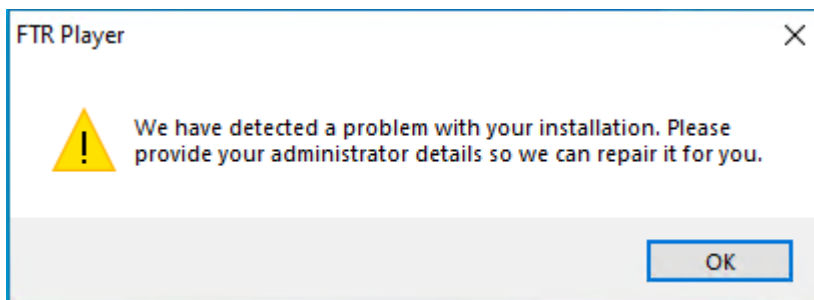 FTR Player
We have detected a problem with your installation. Please
provide your administrator details so we can repair it for you.
OK